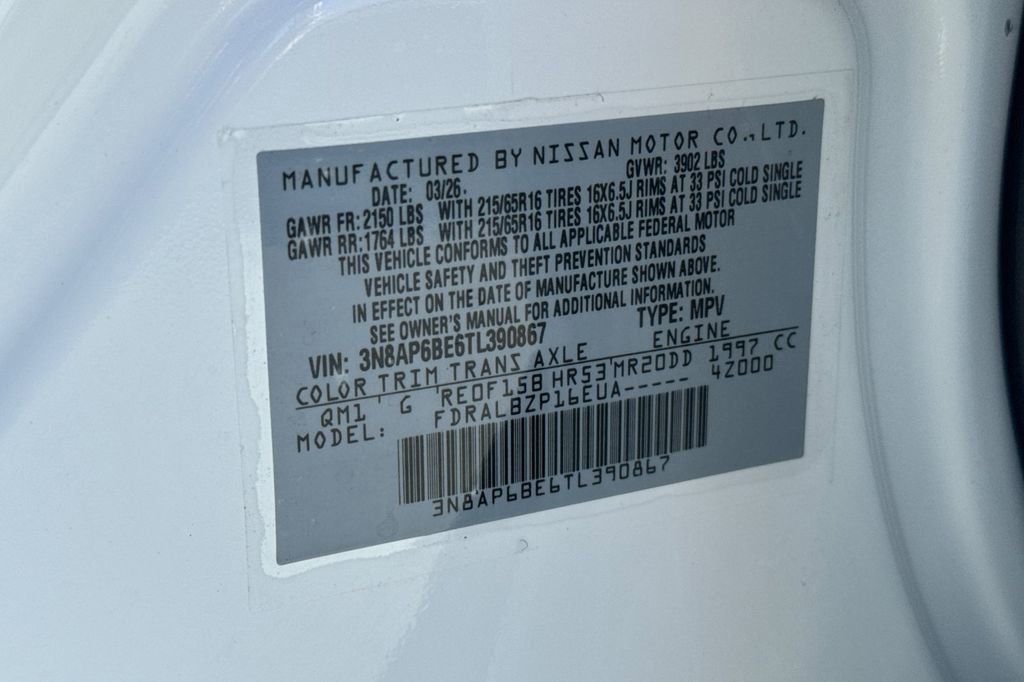 MANUFACTURED BY NISSAN MOTOR CO., LTD.
DATE: 03/26. GVWR: 3902 LBS
GAWR FR: 2150 LBS WITH 215/65R16 TIRES 16X6.5J RIMS AT 33 PSI COLD SINGLE
GAWR RR: 1764 LBS WITH 215/65R16 TIRES 16X6.5J RIMS AT 33 PSI COLD SINGLE
THIS VEHICLE CONFORMS TO ALL APPLICABLE FEDERAL MOTOR
VEHICLE SAFETY AND THEFT PREVENTION STANDARDS
IN EFFECT ON THE DATE OF MANUFACTURE SHOWN ABOVE.
SEE OWNER'S MANUAL FOR ADDITIONAL INFORMATION.
VIN: 3N8AP6BE6TL390867 TYPE: MPV
COLOR TRIM TRANS AXLE ENGINE
QM1 G RE0F15B HR53 MR20DD 1997 CC
MODEL: FDRALBZP16EUA----- 42000
3N8AP6BE6TL390867